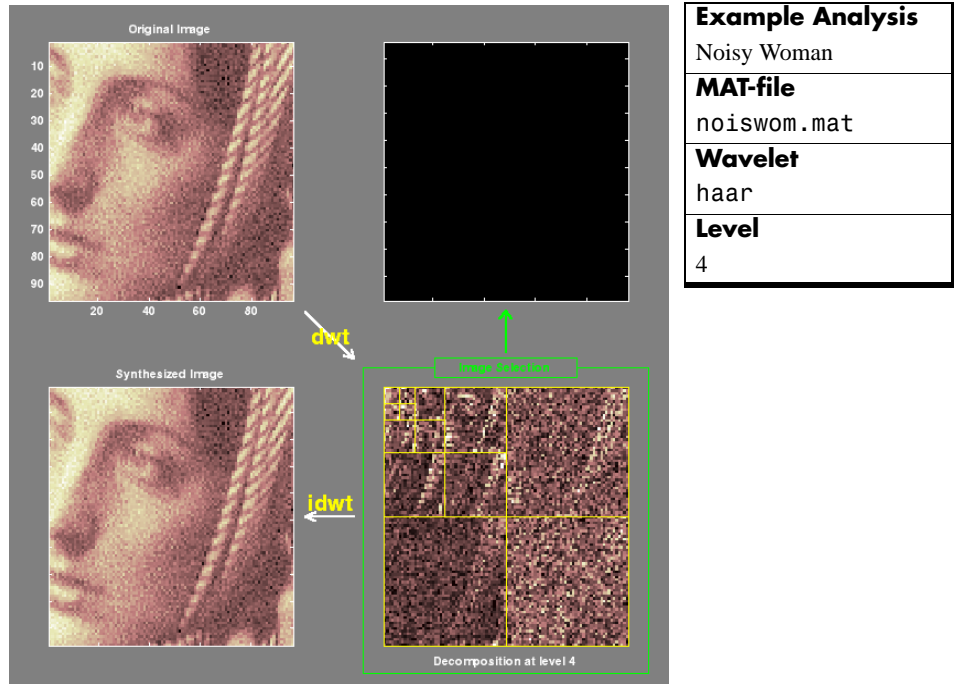 Original Image
10
20
30
40
50
60
70
80
90
20 40 60 80
dwt
Image Selection
Synthesized Image
idwt
Decomposition at level 4
Example Analysis
Noisy Woman
MAT-file
noiswom.mat
Wavelet
haar
Level
4